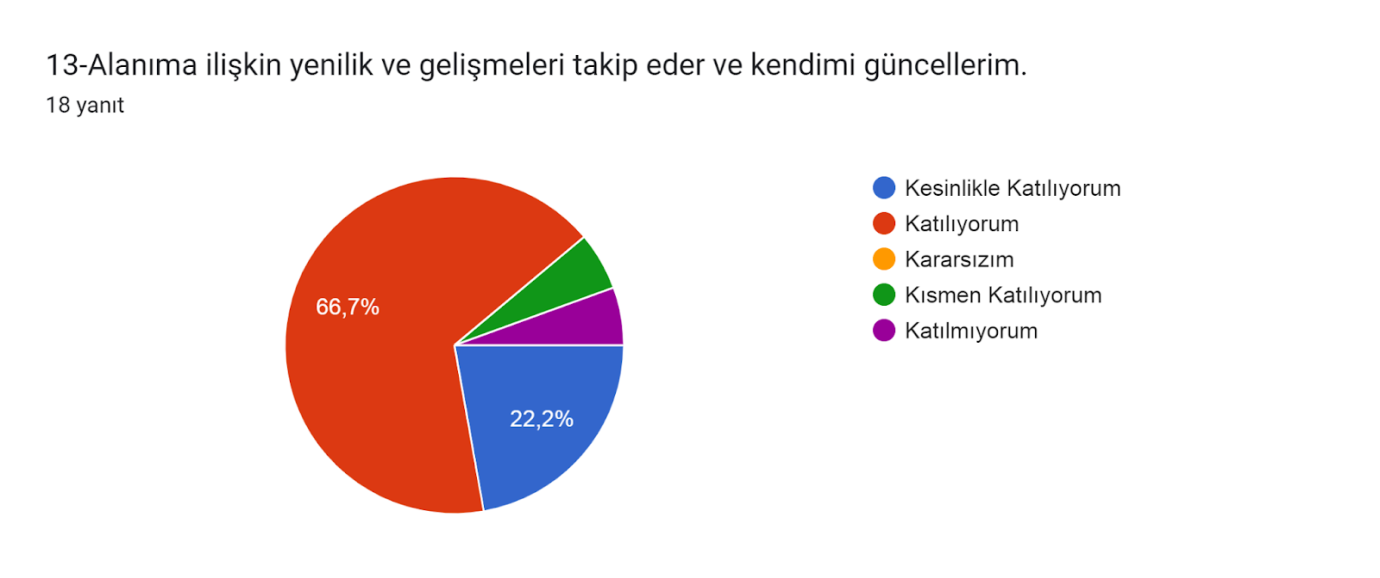 13-Alanıma ilişkin yenilik ve gelişmeleri takip eder ve kendimi güncellerim.
18 yanıt
66,7%
22,2%
Kesinlikle Katılıyorum
Katılıyorum
Kararsızım
Kısmen Katılıyorum
Katılmıyorum